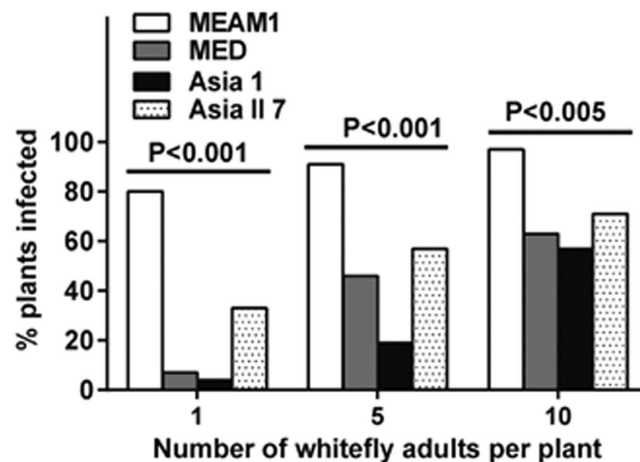 MEAM1
MED
Asia 1
Asia II 7
P<0.001
P<0.001
P<0.005
% plants infected
100
80
60
40
20
0
1
5
10
Number of whitefly adults per plant